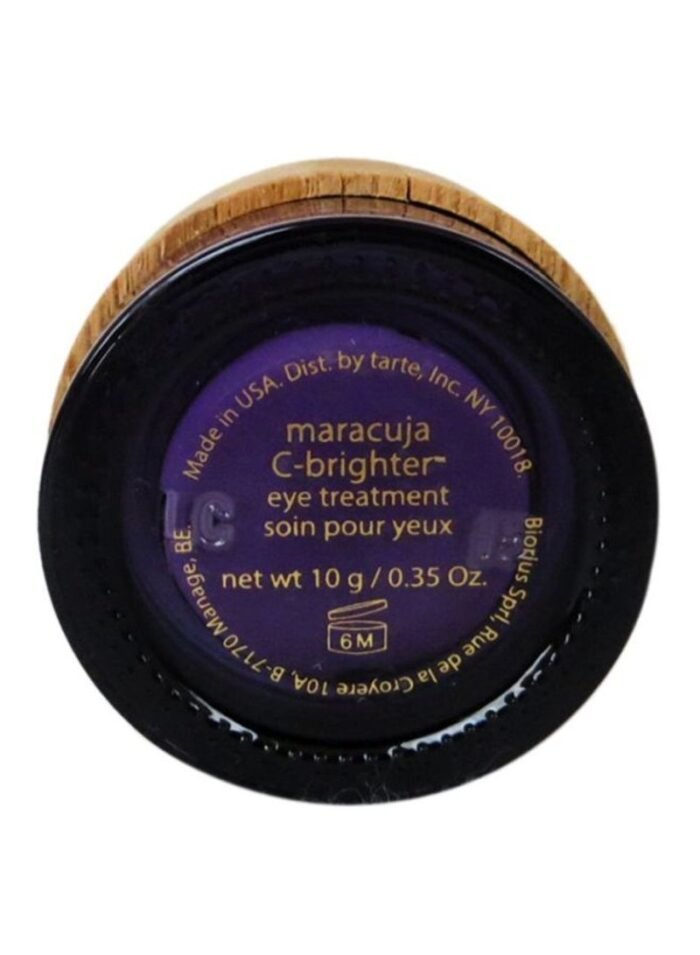 Made in USA. Dist. by tarte, Inc. NY 10018.
maracuja
C-brighter™
eye treatment
soin pour yeux
net wt 10 g / 0.35 Oz.
6M
Biorius Sprl, Rue de la Croyere 10A, B-7170 Manage, BE.